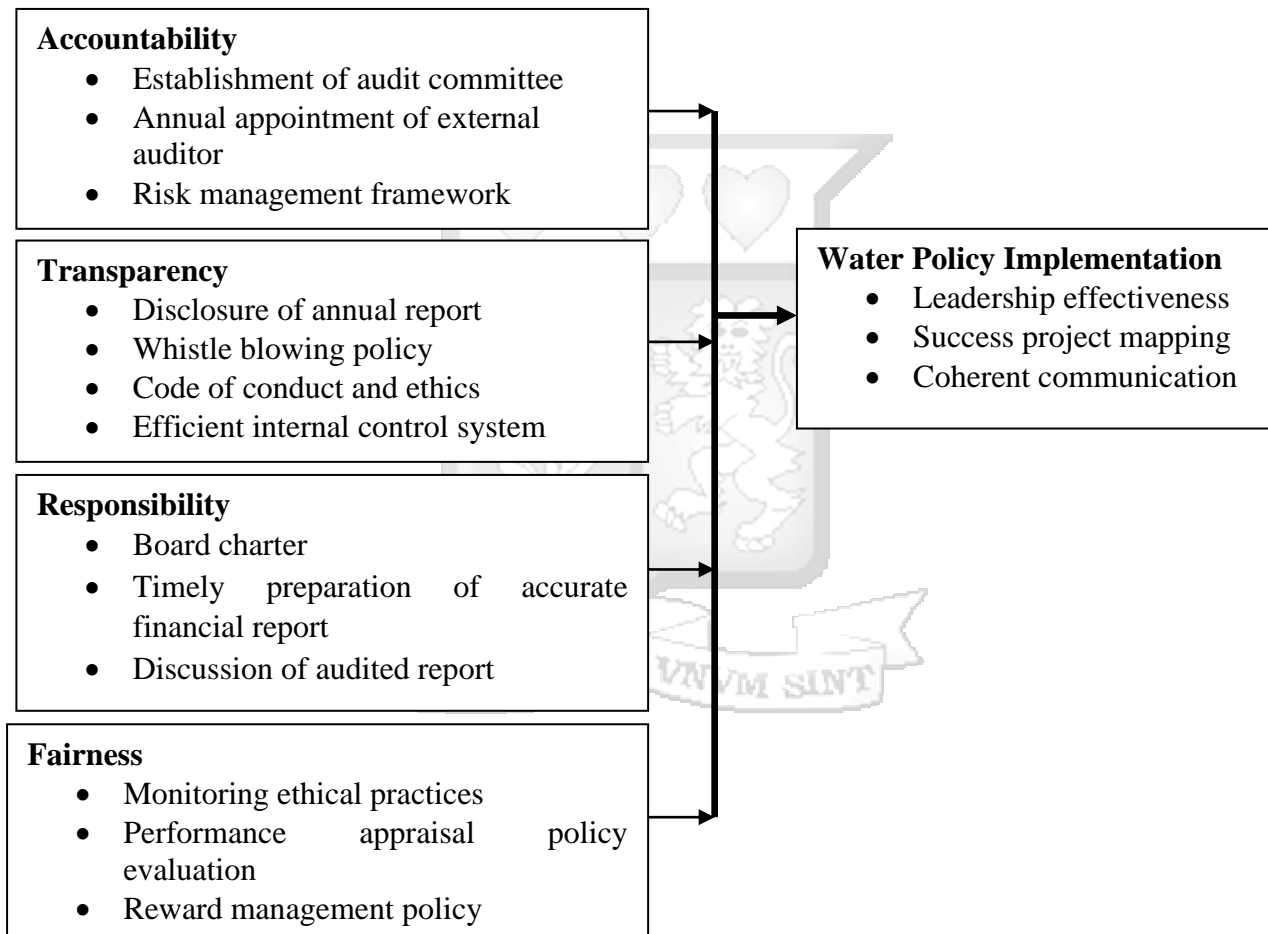 Accountability
• Establishment of audit committee
• Annual appointment of external
auditor
• Risk management framework
Transparency
• Disclosure of annual report
• Whistle blowing policy
• Code of conduct and ethics
• Efficient internal control system
Responsibility
• Board charter
• Timely preparation of accurate
financial report
• Discussion of audited report
Fairness
• Monitoring ethical practices
• Performance appraisal policy
evaluation
• Reward management policy
Water Policy Implementation
• Leadership effectiveness
• Success project mapping
• Coherent communication
VNVM SINT